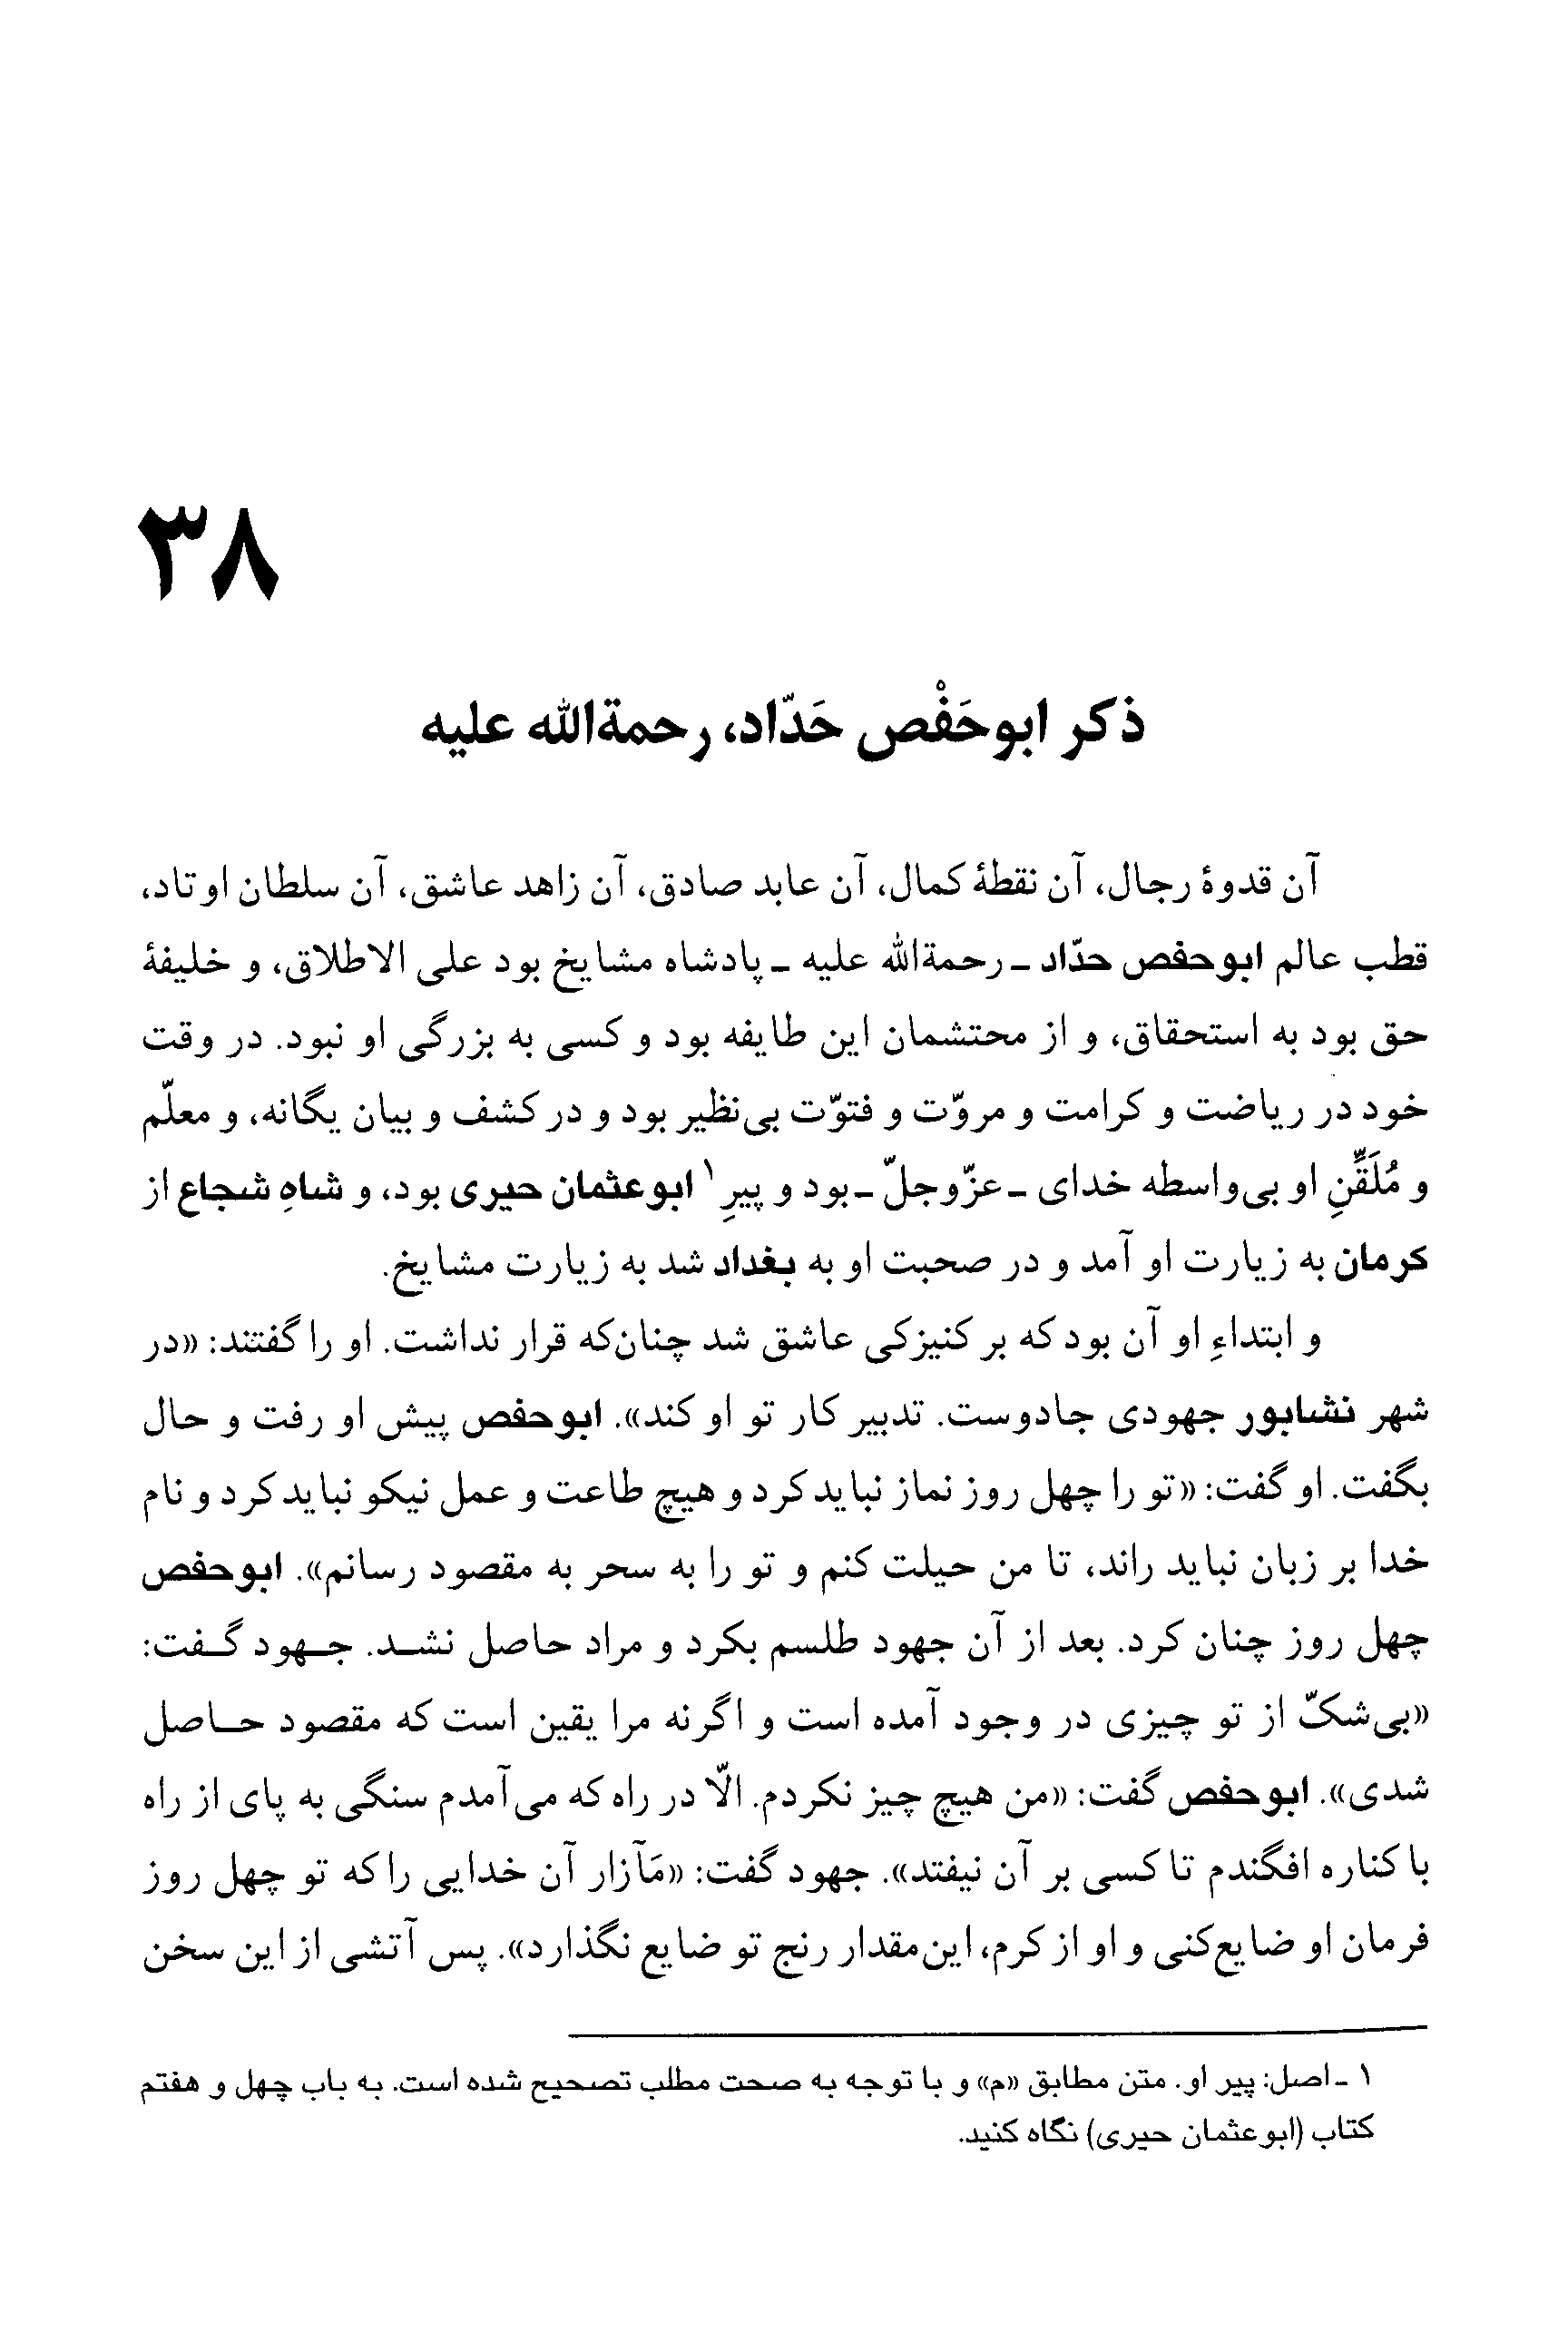 ۳۸
ذکر ابوحَفْص حَدّاد، رحمةالله علیه
آن قدوهٔ رجال، آن نقطهٔ کمال، آن عابد صادق، آن زاهد عاشق، آن سلطان اوتاد،
قطب عالم ابوحفص حدّاد ـ رحمةالله علیه ـ پادشاه مشایخ بود علی الاطلاق، و خلیفهٔ
حق بود به استحقاق، و از محتشمان این طایفه بود و کسی به بزرگی او نبود. در وقت
خود در ریاضت و کرامت و مروّت و فتوّت بی‌نظیر بود و در کشف و بیان یگانه، و معلّم
و مُلَقِّنِ او بی‌واسطه خدای ـ عزّوجلّ ـ بود و پیرِ۱ ابوعثمان حیری بود، و شاهِ شجاع از
کرمان به زیارت او آمد و در صحبت او به بغداد شد به زیارت مشایخ.
و ابتداءِ او آن بود که بر کنیزکی عاشق شد چنان‌که قرار نداشت. او را گفتند: «در
شهر نشابور جهودی جادوست. تدبیر کار تو او کند». ابوحفص پیش او رفت و حال
بگفت. او گفت: «تو را چهل روز نماز نباید کرد و هیچ طاعت و عمل نیکو نباید کرد و نام
خدا بر زبان نباید راند، تا من حیلت کنم و تو را به سحر به مقصود رسانم». ابوحفص
چهل روز چنان کرد. بعد از آن جهود طلسم بکرد و مراد حاصل نشـد. جـهود گـفت:
«بی‌شکّ از تو چیزی در وجود آمده است و اگرنه مرا یقین است که مقصود حـاصل
شدی». ابوحفص گفت: «من هیچ چیز نکردم. الّا در راه که می‌آمدم سنگی به پای از راه
با کناره افگندم تا کسی بر آن نیفتد». جهود گفت: «مَآزار آن خدایی را که تو چهل روز
فرمان او ضایع‌کنی و او از کرم، این‌مقدار رنج تو ضایع نگذارد». پس آتشی از این سخن
۱ ـ اصل: پیر او. متن مطابق «م» و با توجه به صحت مطلب تصحیح شده است. به باب چهل و هفتم
کتاب (ابوعثمان حیری) نگاه کنید.